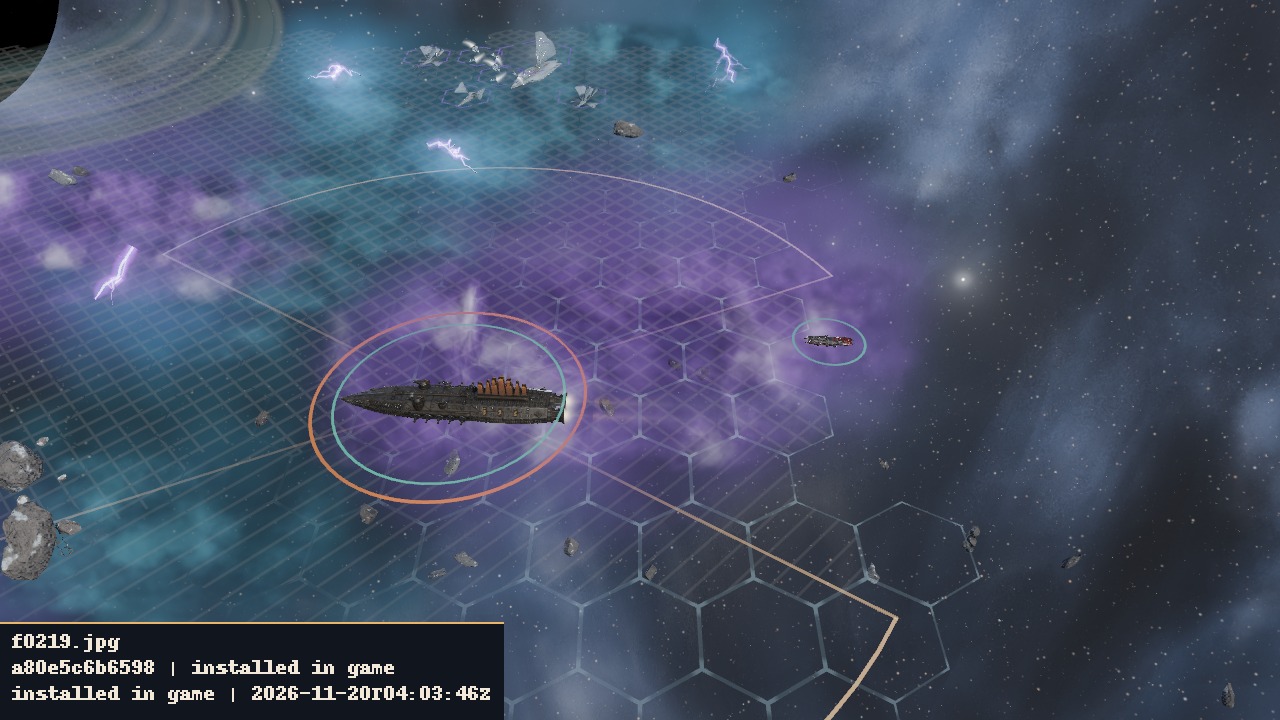 f0219.jpg
a80e5c6b6598 | installed in game
installed in game | 2026-11-20T04:03:46Z